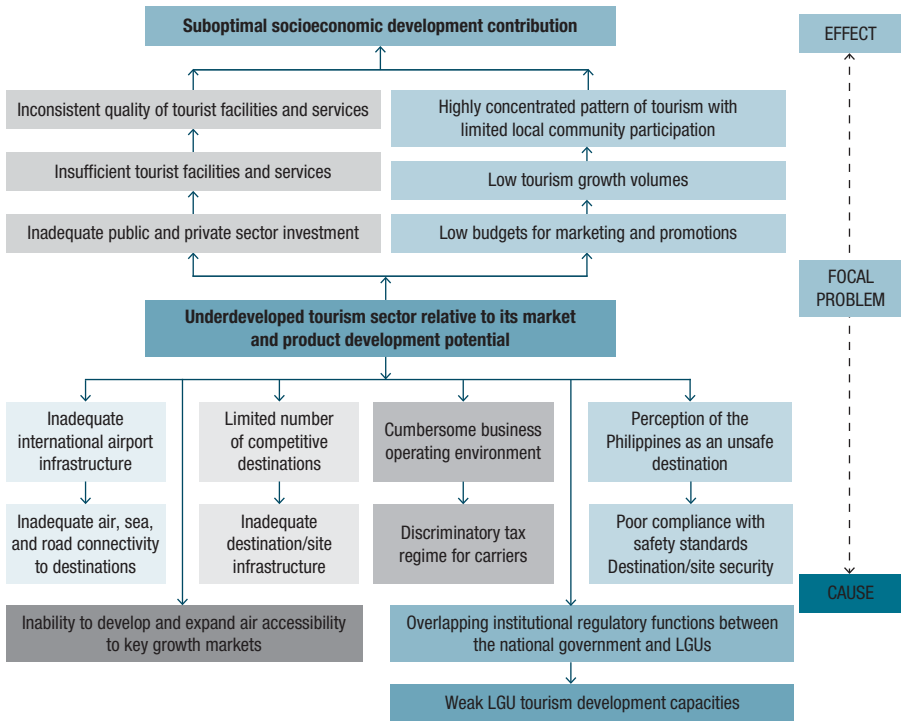 Suboptimal socioeconomic development contribution
EFFECT
Inconsistent quality of tourist facilities and services
Highly concentrated pattern of tourism with
limited local community participation
Insufficient tourist facilities and services
Low tourism growth volumes
Inadequate public and private sector investment
Low budgets for marketing and promotions
FOCAL
PROBLEM
Underdeveloped tourism sector relative to its market
and product development potential
Inadequate
international airport
infrastructure
Limited number
of competitive
destinations
Cumbersome business
operating environment
Perception of the
Philippines as an unsafe
destination
Inadequate air, sea,
and road connectivity
to destinations
Inadequate
destination/site
infrastructure
Discriminatory tax
regime for carriers
Poor compliance with
safety standards
Destination/site security
CAUSE
Inability to develop and expand air accessibility
to key growth markets
Overlapping institutional regulatory functions between
the national government and LGUs
Weak LGU tourism development capacities